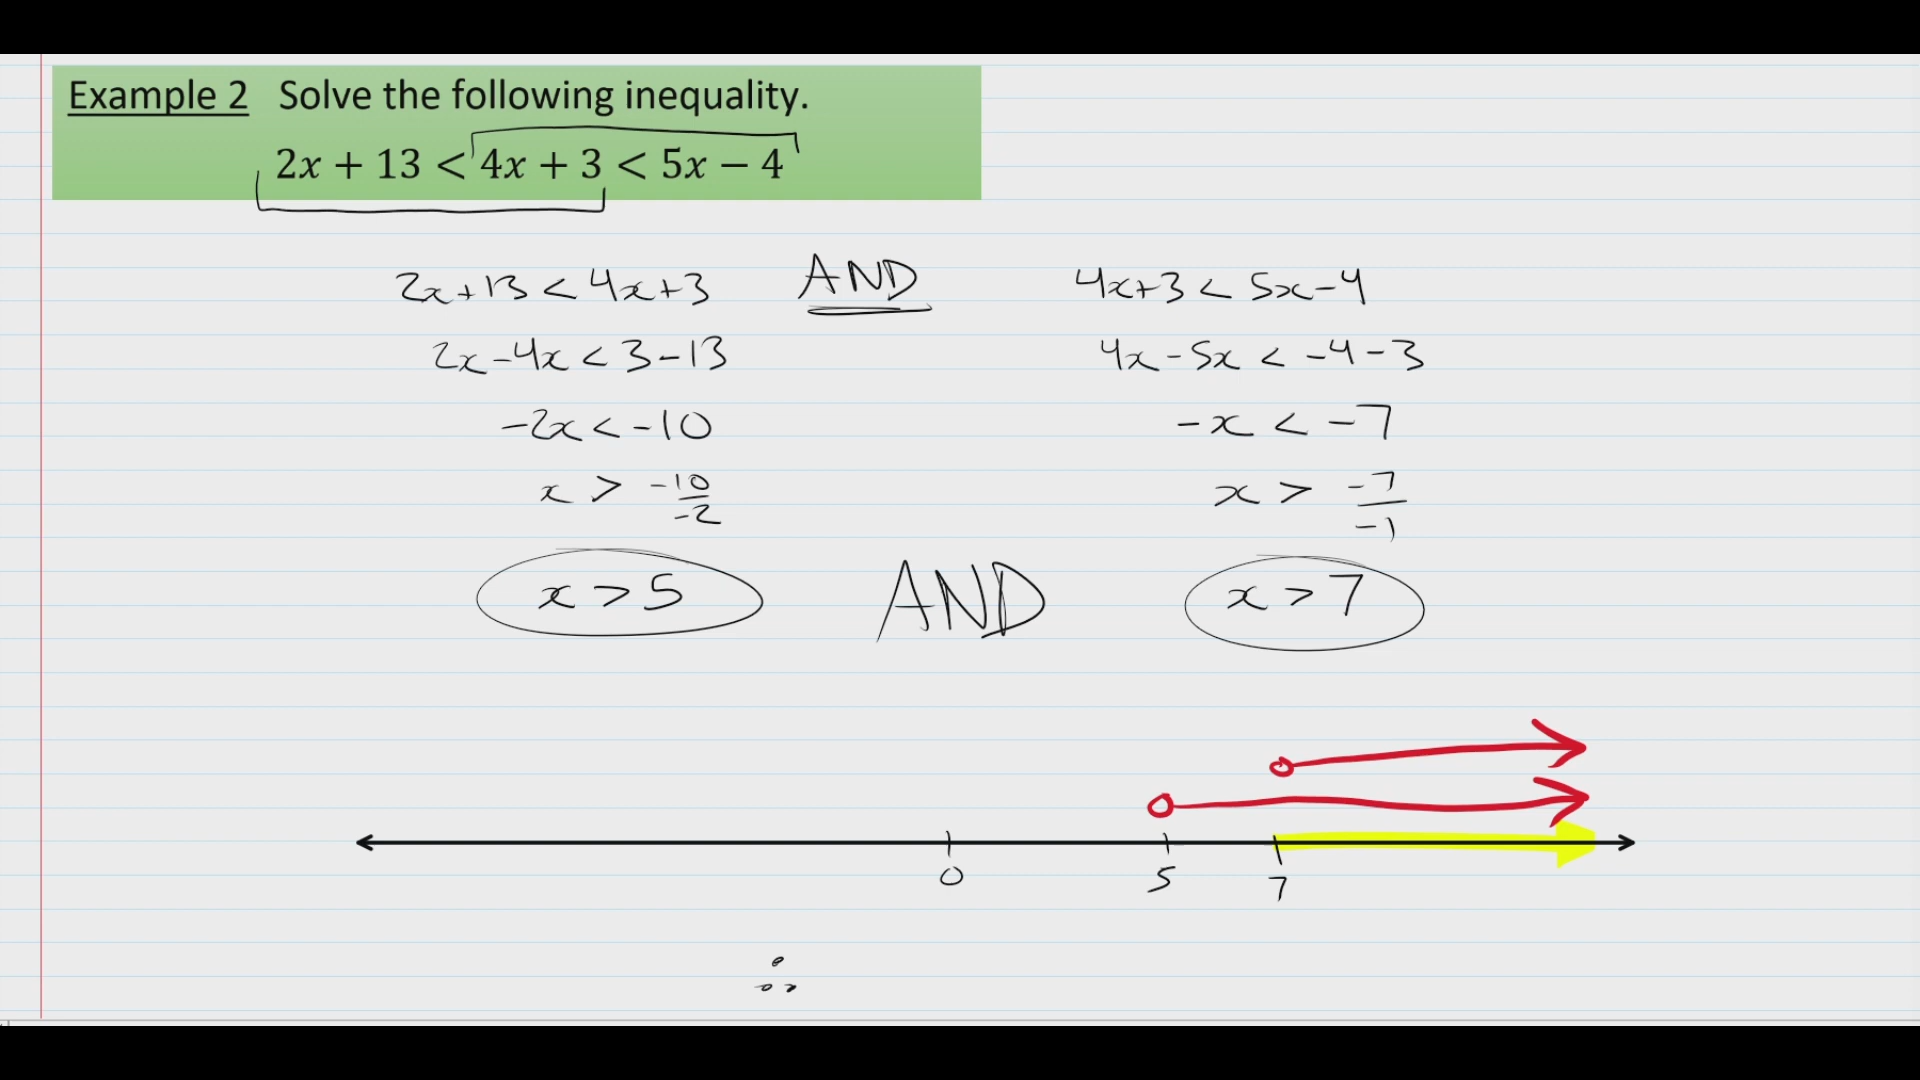 Example 2 Solve the following inequality.
2x + 13 < 4x + 3 < 5x − 4
2x+13 < 4x+3 AND 4x+3 < 5x-4
2x-4x < 3-13 4x-5x < -4-3
-2x < -10 -x < -7
x > -10/-2 x > -7/-1
x > 5 AND x > 7
0 5 7
∴